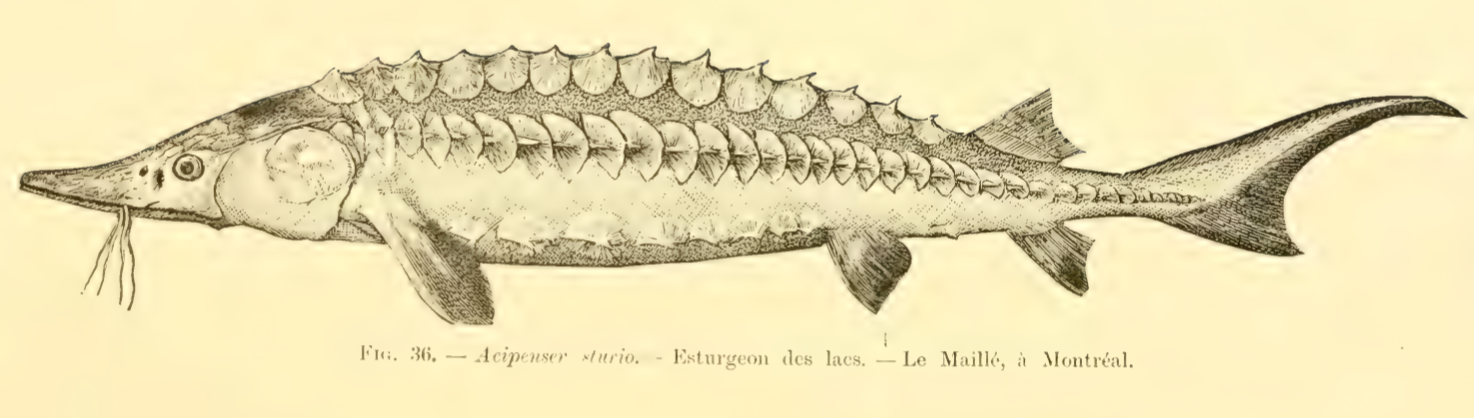 FIG. 36. — Acipenser sturio. - Esturgeon des lacs. — Le Maillé, à Montréal.